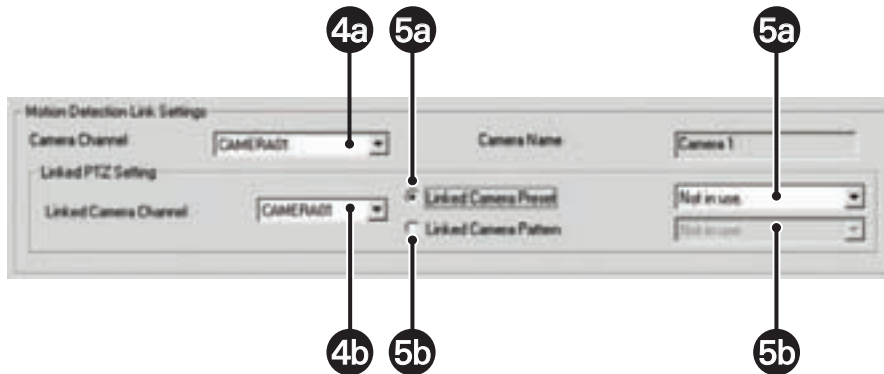 4a 5a 5a
Motion Detection Link Settings
Camera Channel CAMERA01 Camera Name Camera 1
Linked PTZ Setting
Linked Camera Channel CAMERA01 Linked Camera Preset Not in use.
Linked Camera Pattern Not in use.
4b 5b 5b